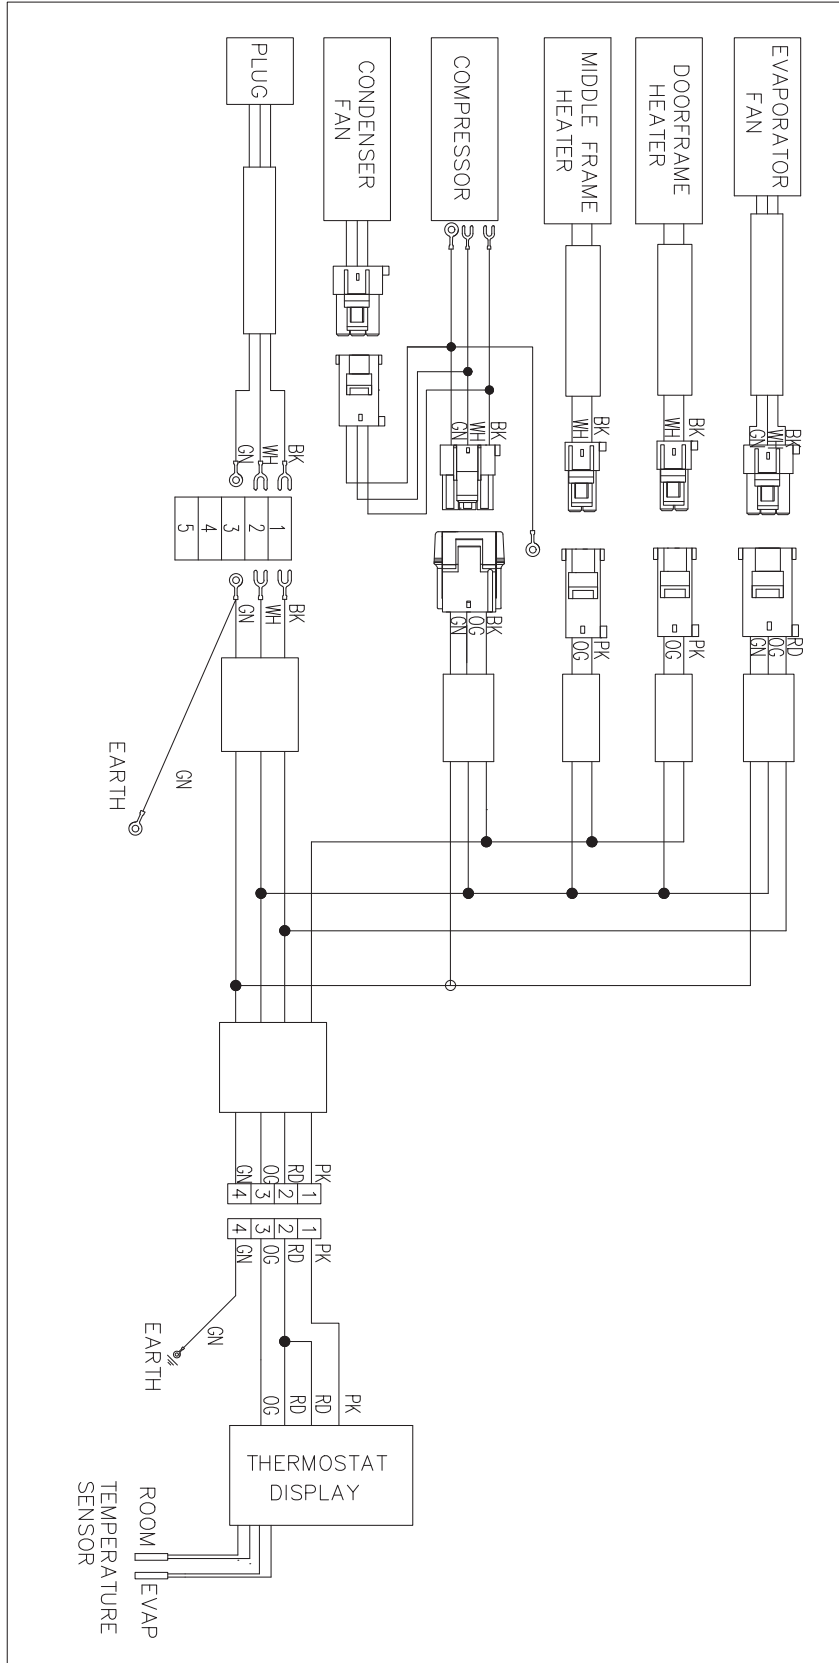 PLUG
CONDENSER
FAN
COMPRESSOR
MIDDLE FRAME
HEATER
DOORFRAME
HEATER
EVAPORATOR
FAN
GN
WH
BK
GN
WH
BK
WH
BK
WH
BK
GN
WH
BK
5
4
3
2
1
GN
WH
BK
GN
OG
BK
OG
PK
OG
PK
GN
OG
RD
EARTH
GN
GN
OG
RD
PK
4
3
2
1
4
3
2
1
GN
OG
RD
PK
EARTH
GN
OG
RD
RD
PK
THERMOSTAT
DISPLAY
ROOM
EVAP
TEMPERATURE
SENSOR